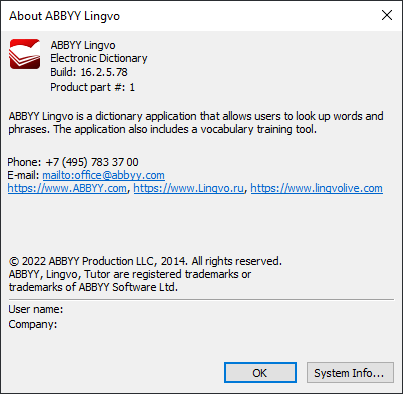 About ABBYY Lingvo
ABBYY Lingvo
Electronic Dictionary
Build: 16.2.5.78
Product part #: 1
ABBYY Lingvo is a dictionary application that allows users to look up words and
phrases. The application also includes a vocabulary training tool.
Phone: +7 (495) 783 37 00
E-mail: mailto:office@abbyy.com
https://www.ABBYY.com, https://www.Lingvo.ru, https://www.lingvolive.com
© 2022 ABBYY Production LLC, 2014. All rights reserved.
ABBYY, Lingvo, Tutor are registered trademarks or
trademarks of ABBYY Software Ltd.
User name:
Company:
OK System Info...